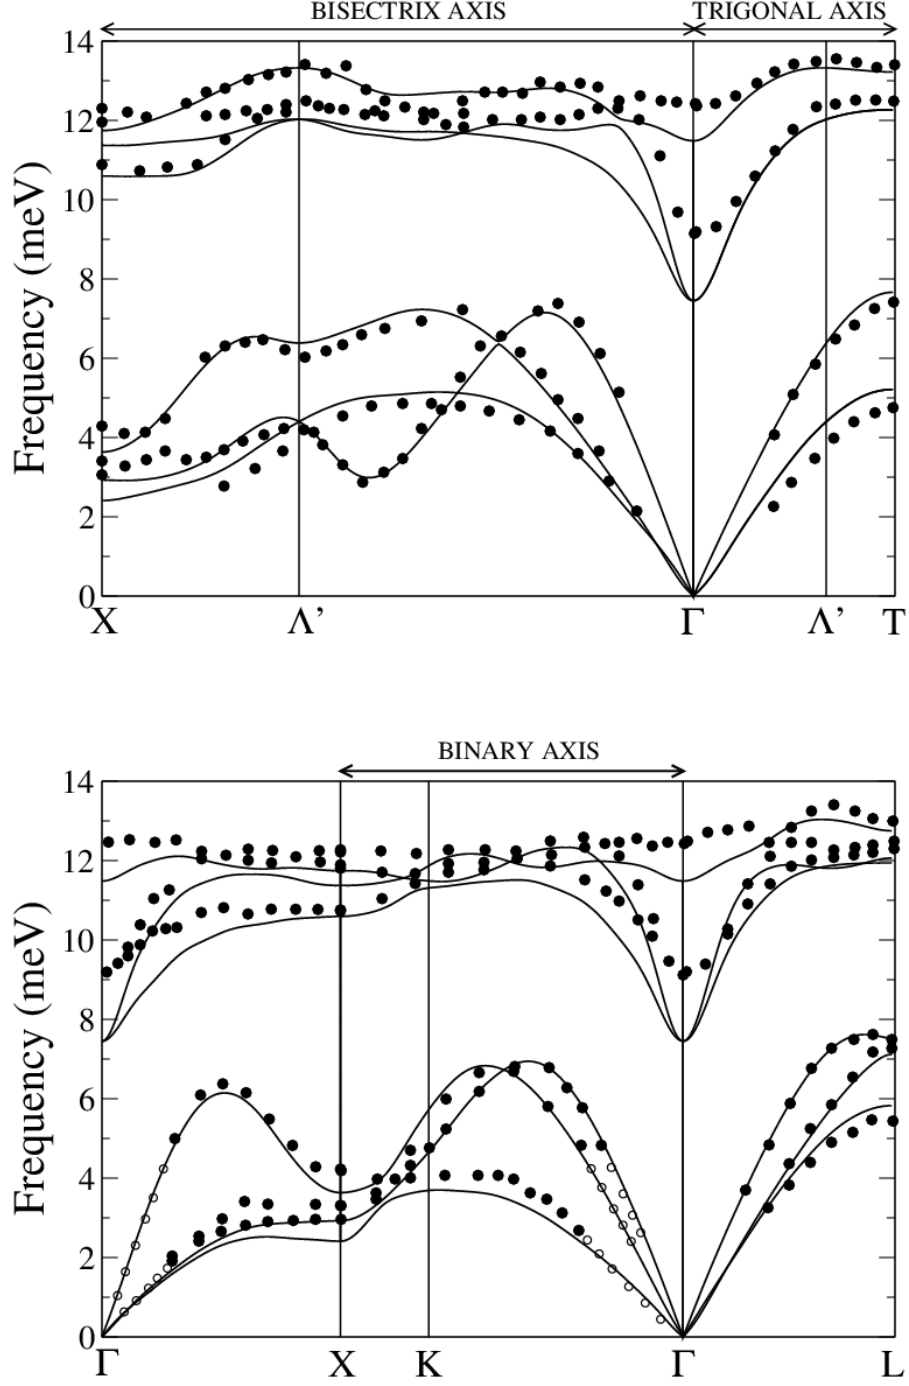 BISECTRIX AXIS TRIGONAL AXIS
14
12
10
8
6
4
2
0
Frequency (meV)
X Λ’ Γ Λ’ T
BINARY AXIS
14
12
10
8
6
4
2
0
Frequency (meV)
Γ X K Γ L